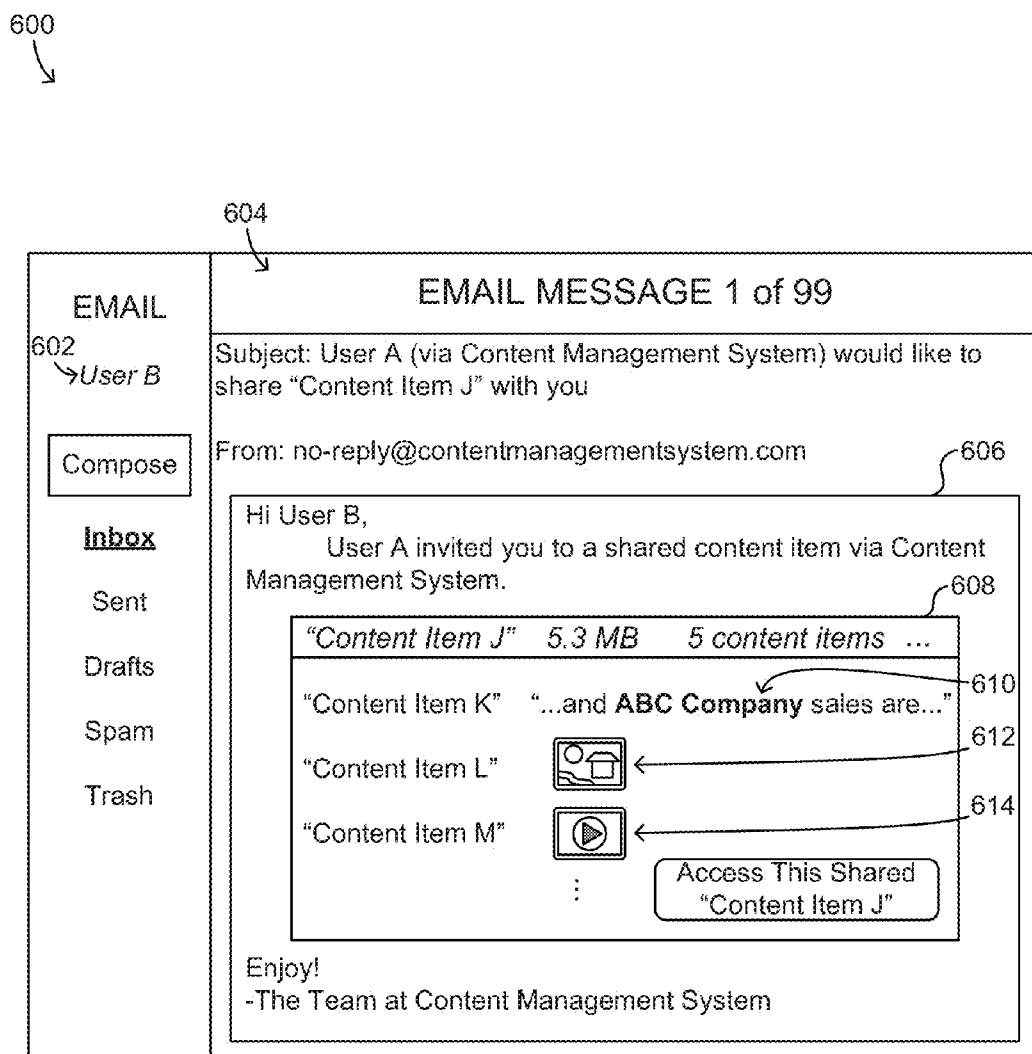 600
604
EMAIL
EMAIL MESSAGE 1 of 99
602
User B
Subject: User A (via Content Management System) would like to
share “Content Item J” with you
Compose
From: no-reply@contentmanagementsystem.com
606
Inbox
Sent
Drafts
Spam
Trash
Hi User B,
User A invited you to a shared content item via Content
Management System.
608
“Content Item J” 5.3 MB 5 content items ...
“Content Item K” “...and ABC Company sales are...”
610
“Content Item L”
612
“Content Item M”
614
Access This Shared
“Content Item J”
Enjoy!
-The Team at Content Management System